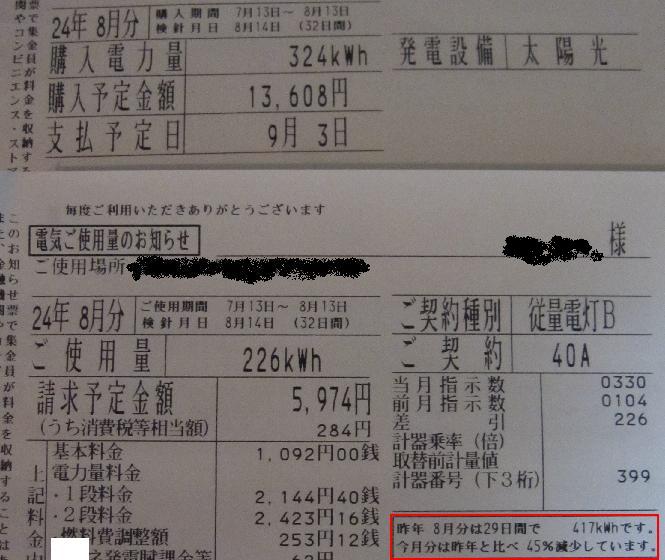 24年 8月分 購入期間 7月13日～ 8月13日
検針月日 8月14日 (32日間)
購入電力量 324kWh
発電設備 太陽光
購入予定金額 13,608円
支払予定日 9月 3日
毎度ご利用いただきありがとうございます
電気ご使用量のお知らせ
様
ご使用場所
24年 8月分 ご使用期間 7月13日～ 8月13日
検針月日 8月14日 (32日間)
ご契約種別 従量電灯B
ご使用量 226kWh
ご契約 40A
請求予定金額 5,974円
(うち消費税等相当額) 284円
当月指示数 0330
前月指示数 0104
差引 226
計器乗率(倍)
取替前計量値
計器番号(下3桁) 399
上記料金内
基本料金 1,092円00銭
電力量料金
・1段料金 2,144円40銭
・2段料金 2,423円16銭
燃料費調整額 253円12銭
昨年 8月分は29日間で 417kWhです。
今月分は昨年と比べ 45%減少しています。